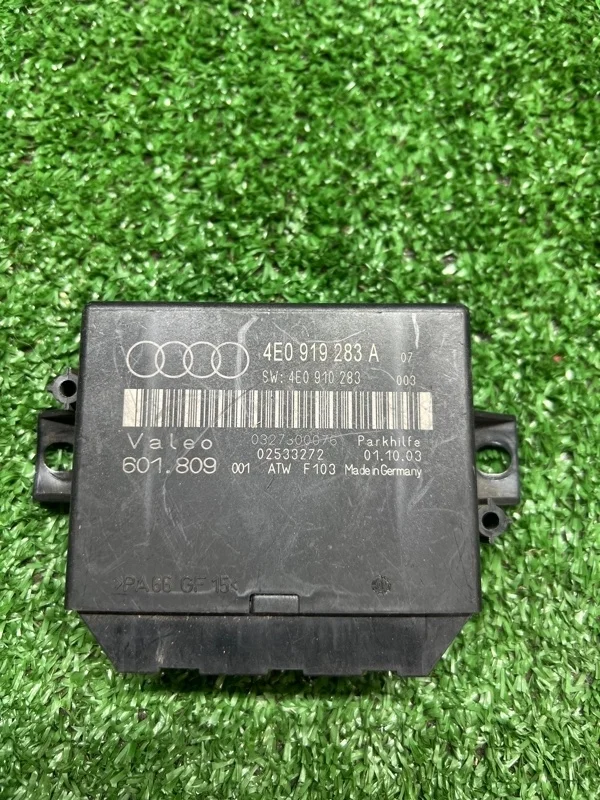 4E0 919 283 A 07
SW: 4E0 910 283 003
Valeo 0327300076 Parkhilfe
02533272 01.10.03
601.809 001 ATW F103 Made in Germany
>PA66 GF15<